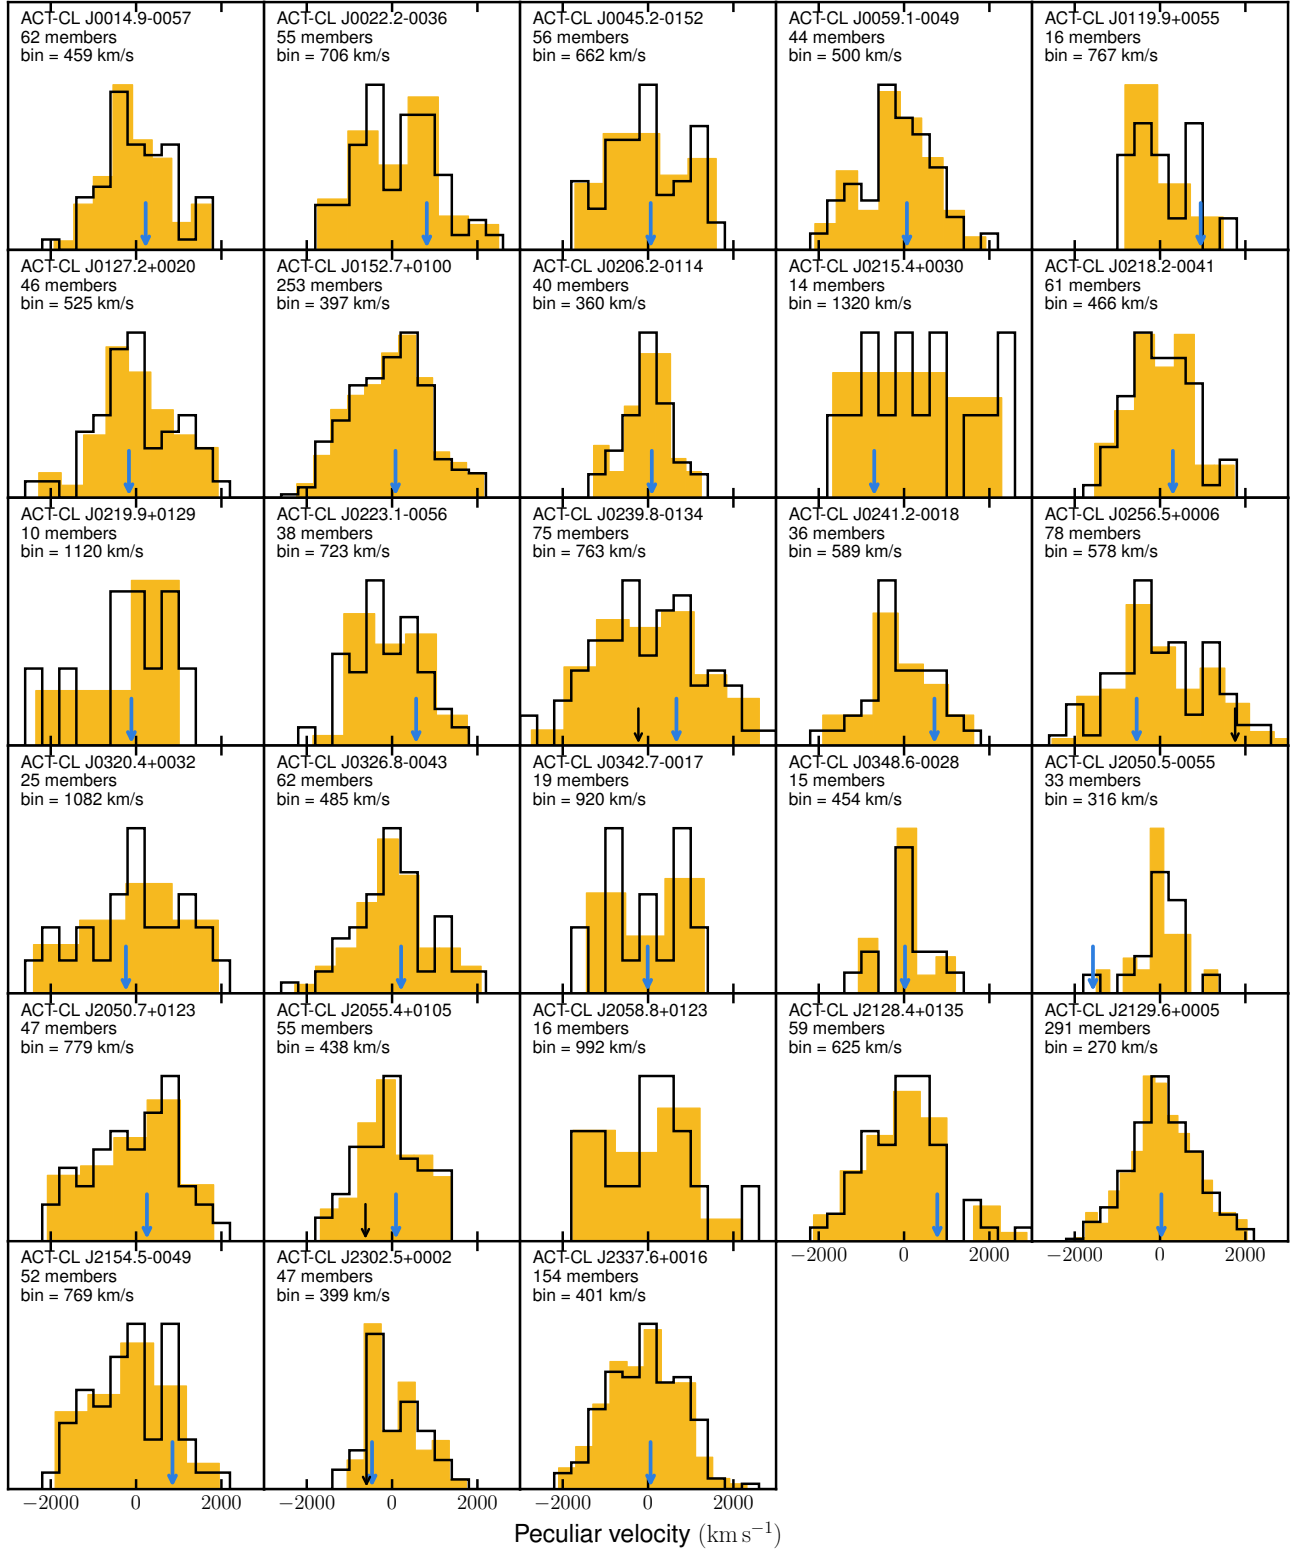 ACT-CL J0014.9-0057
62 members
bin = 459 km/s
ACT-CL J0022.2-0036
55 members
bin = 706 km/s
ACT-CL J0045.2-0152
56 members
bin = 662 km/s
ACT-CL J0059.1-0049
44 members
bin = 500 km/s
ACT-CL J0119.9+0055
16 members
bin = 767 km/s
ACT-CL J0127.2+0020
46 members
bin = 525 km/s
ACT-CL J0152.7+0100
253 members
bin = 397 km/s
ACT-CL J0206.2-0114
40 members
bin = 360 km/s
ACT-CL J0215.4+0030
14 members
bin = 1320 km/s
ACT-CL J0218.2-0041
61 members
bin = 466 km/s
ACT-CL J0219.9+0129
10 members
bin = 1120 km/s
ACT-CL J0223.1-0056
38 members
bin = 723 km/s
ACT-CL J0239.8-0134
75 members
bin = 763 km/s
ACT-CL J0241.2-0018
36 members
bin = 589 km/s
ACT-CL J0256.5+0006
78 members
bin = 578 km/s
ACT-CL J0320.4+0032
25 members
bin = 1082 km/s
ACT-CL J0326.8-0043
62 members
bin = 485 km/s
ACT-CL J0342.7-0017
19 members
bin = 920 km/s
ACT-CL J0348.6-0028
15 members
bin = 454 km/s
ACT-CL J2050.5-0055
33 members
bin = 316 km/s
ACT-CL J2050.7+0123
47 members
bin = 779 km/s
ACT-CL J2055.4+0105
55 members
bin = 438 km/s
ACT-CL J2058.8+0123
16 members
bin = 992 km/s
ACT-CL J2128.4+0135
59 members
bin = 625 km/s
ACT-CL J2129.6+0005
291 members
bin = 270 km/s
−2000 0 2000
−2000 0 2000
ACT-CL J2154.5-0049
52 members
bin = 769 km/s
ACT-CL J2302.5+0002
47 members
bin = 399 km/s
ACT-CL J2337.6+0016
154 members
bin = 401 km/s
−2000 0 2000
−2000 0 2000
−2000 0 2000
Peculiar velocity (km s⁻¹)